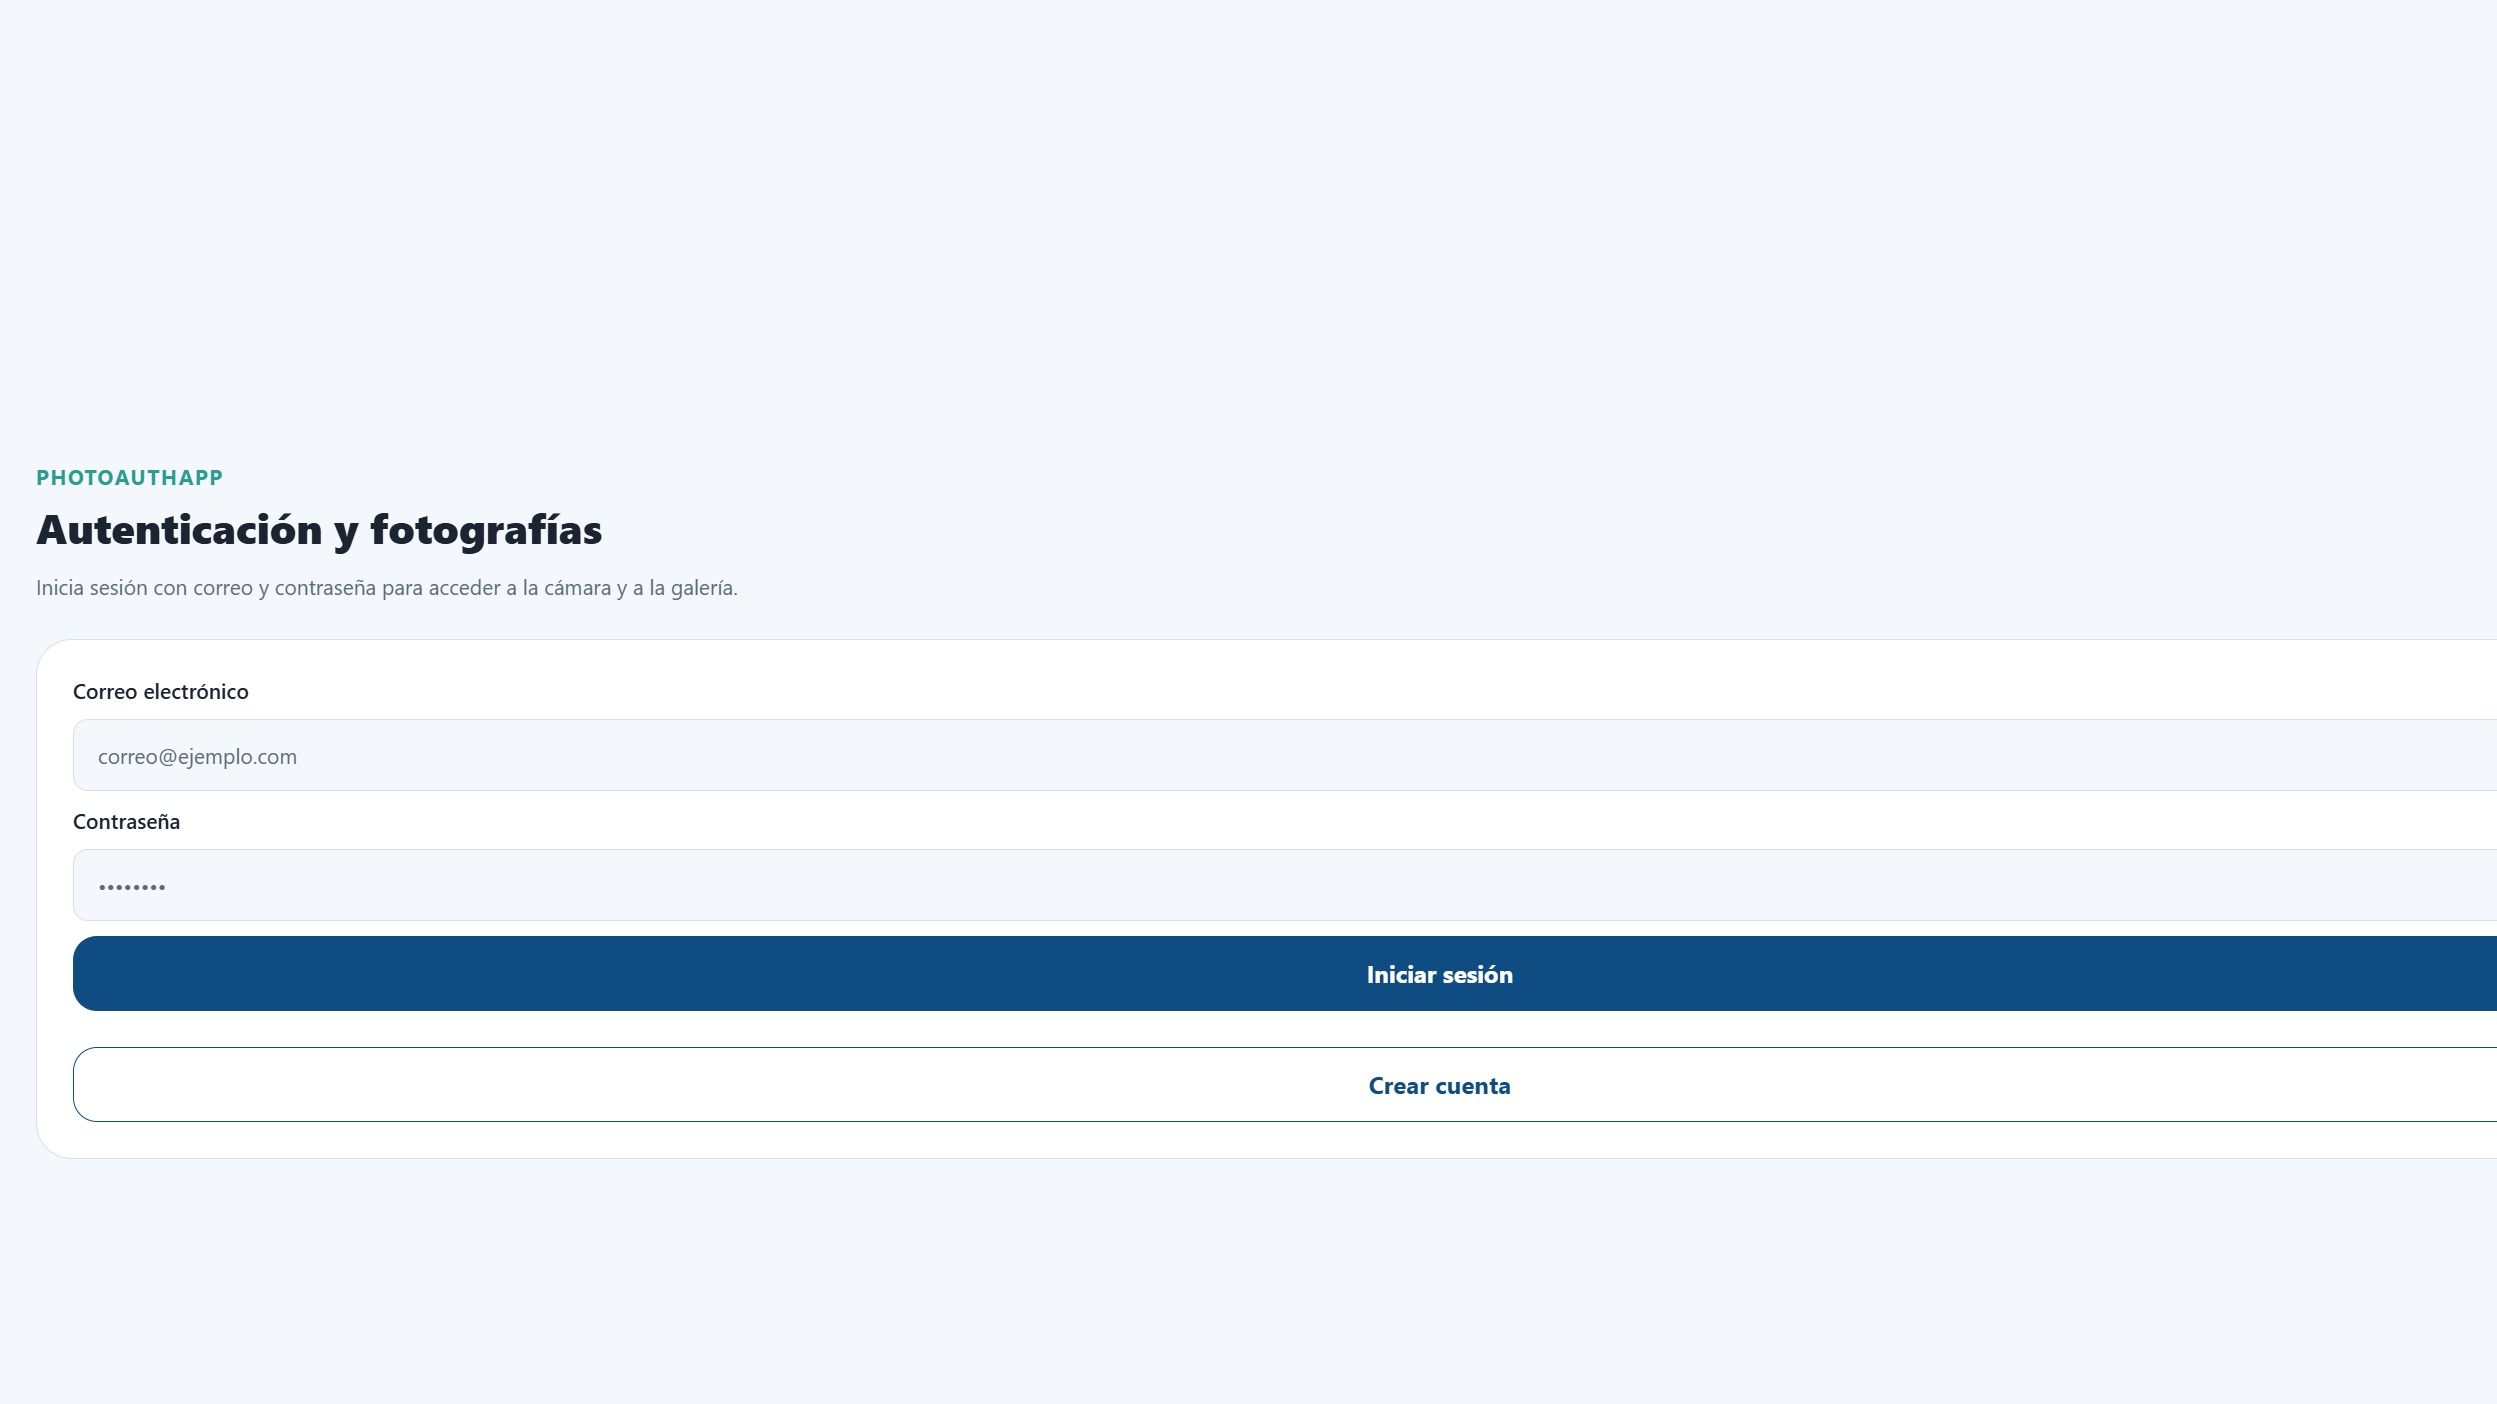 PHOTOAUTHAPP
Autenticación y fotografías
Inicia sesión con correo y contraseña para acceder a la cámara y a la galería.
Correo electrónico
correo@ejemplo.com
Contraseña
••••••••
Iniciar sesión
Crear cuenta